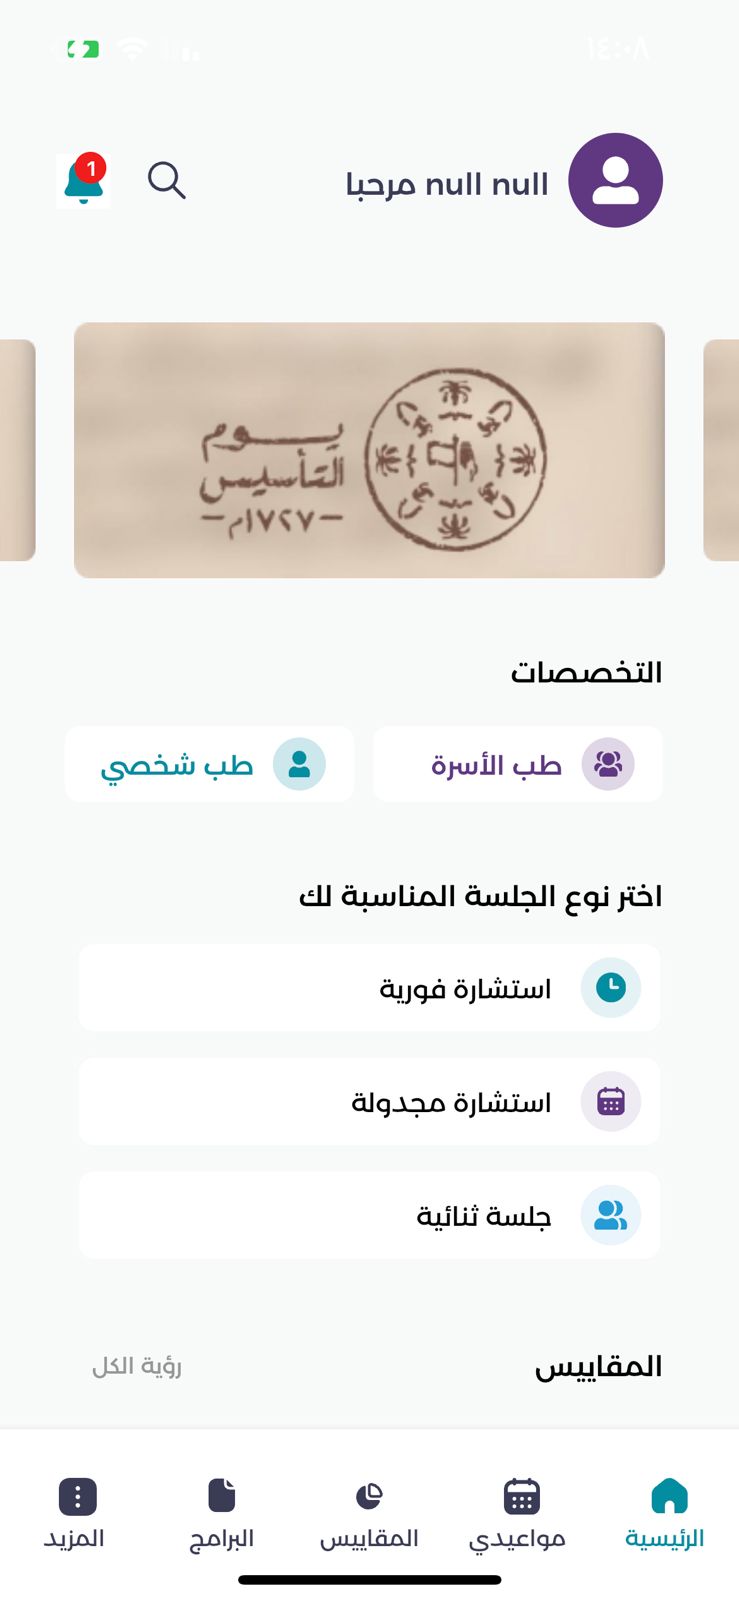 ١٤:٠٨
مرحبا null null
1
يوم
التأسيس
١٧٢٧م
التخصصات
طب الأسرة
طب شخصي
اختر نوع الجلسة المناسبة لك
استشارة فورية
استشارة مجدولة
جلسة ثنائية
المقاييس
رؤية الكل
الرئيسية
مواعيدي
المقاييس
البرامج
المزيد